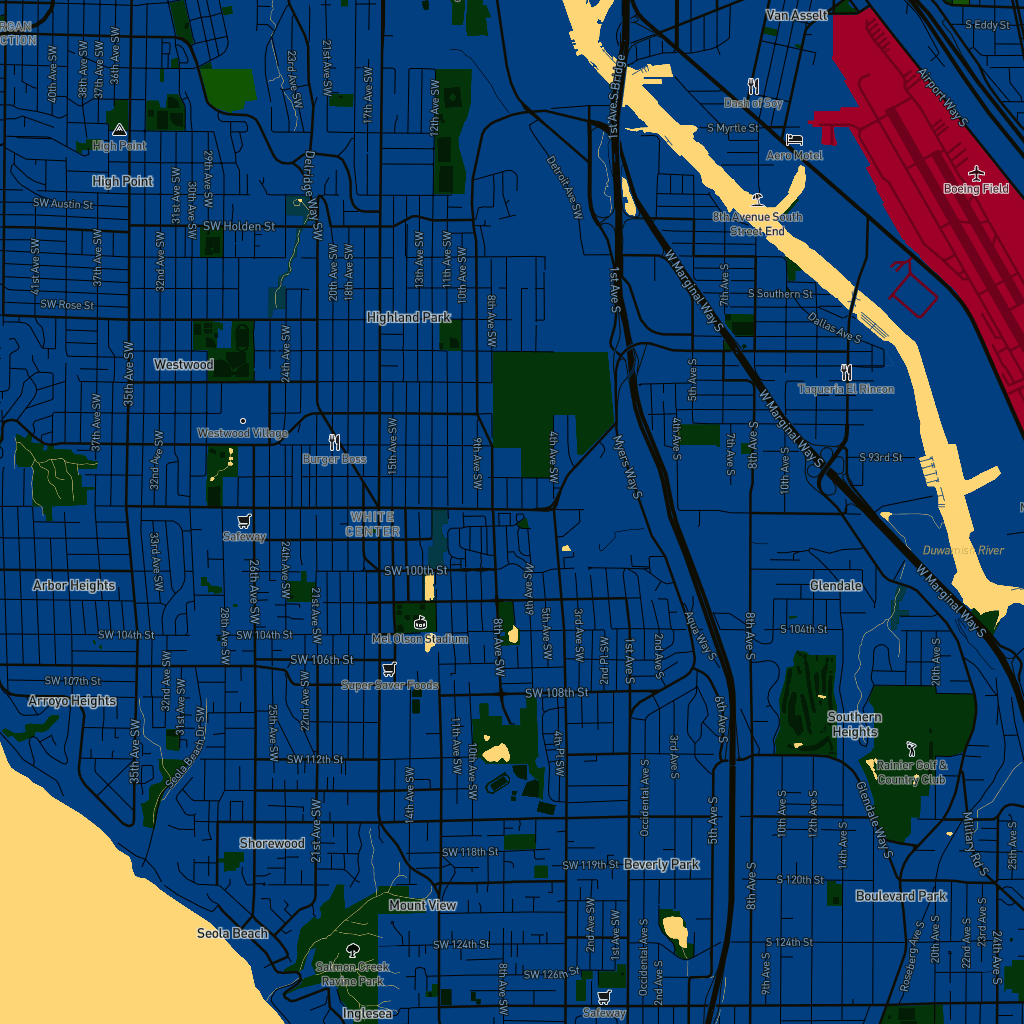 RGAN
CTION
Van Asselt
S Eddy St
40th Ave SW
38th Ave SW
37th Ave SW
36th Ave SW
23rd Ave SW
21st Ave SW
17th Ave SW
12th Ave SW
1st Ave S Bridge
Airport Way S
Dash of Soy
S Myrtle St
High Point
High Point
Aero Motel
Boeing Field
Detroit Ave SW
Delridge Way SW
29th Ave SW
31st Ave SW
30th Ave SW
SW Austin St
SW Holden St
8th Avenue South
Street End
41st Ave SW
37th Ave SW
32nd Ave SW
20th Ave SW
18th Ave SW
13th Ave SW
11th Ave SW
10th Ave SW
8th Ave SW
1st Ave S
W Marginal Way S
7th Ave S
S Southern St
Dallas Ave S
SW Rose St
Highland Park
Westwood
24th Ave SW
35th Ave SW
5th Ave S
Taqueria El Rincon
W Marginal Way S
37th Ave SW
32nd Ave SW
Westwood Village
Burger Boss
15th Ave SW
9th Ave SW
4th Ave SW
Myers Way S
4th Ave S
7th Ave S
8th Ave S
10th Ave S
S 93rd St
Safeway
WHITE
CENTER
Duwamish River
W Marginal Way S
33rd Ave SW
26th Ave SW
24th Ave SW
21st Ave SW
SW 100th St
6th Ave SW
Arbor Heights
Glendale
28th Ave SW
SW 104th St
SW 104th St
Mel Olson Stadium
8th Ave SW
5th Ave SW
3rd Ave SW
2nd Pl SW
1st Ave S
2nd Ave S
Aqua Way S
8th Ave S
S 104th St
20th Ave S
SW 106th St
Super Saver Foods
SW 107th St
SW 108th St
Arroyo Heights
32nd Ave SW
31st Ave SW
Seola Beach Dr SW
35th Ave SW
25th Ave SW
22nd Ave SW
11th Ave SW
10th Ave SW
4th Pl SW
6th Ave S
3rd Ave S
Southern
Heights
Rainier Golf &
Country Club
SW 112th St
14th Ave SW
21st Ave SW
Occidental Ave S
5th Ave S
10th Ave S
12th Ave S
14th Ave S
Glendale Way S
Military Rd S
25th Ave S
Shorewood
SW 118th St
SW 119th St
Beverly Park
8th Ave S
S 120th St
Boulevard Park
Mount View
Seola Beach
SW 124th St
2nd Ave SW
1st Ave SW
Occidental Ave S
2nd Ave S
S 124th St
9th Ave S
Roseberg Ave S
20th Ave S
22nd Ave S
23rd Ave S
24th Ave S
Salmon Creek
Ravine Park
8th Ave SW
SW 126th St
Safeway
Inglesea